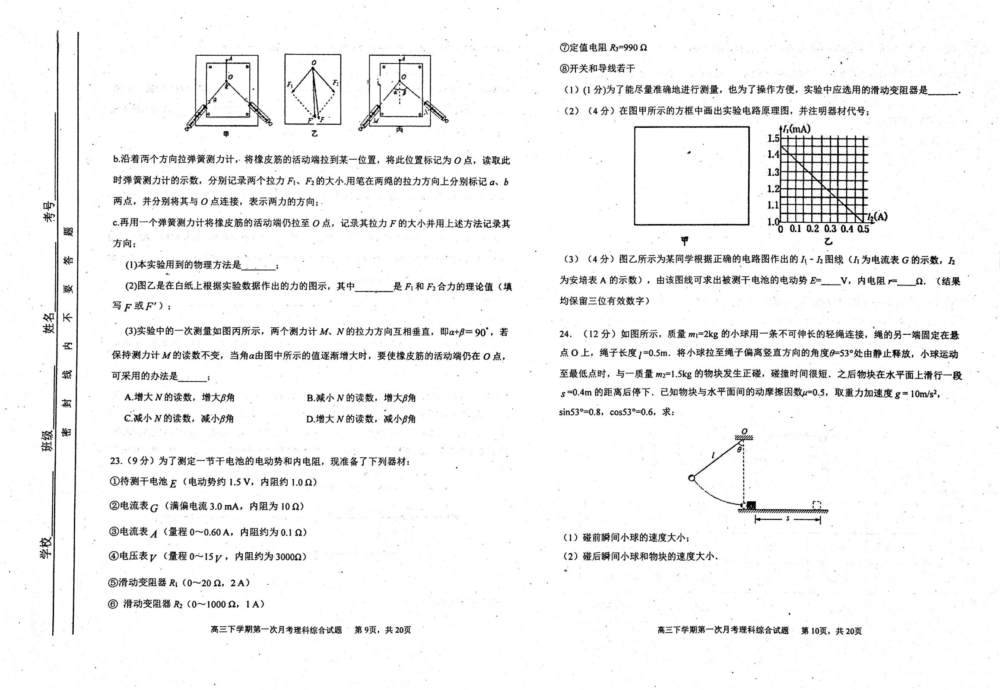 考号
姓名
班级
学校
密封线内不要答题
A
O
B
C
甲
O
F₁
F₂
F'
F
乙
A
O
α β
M
N
丙
b.沿着两个方向拉弹簧测力计，将橡皮筋的活动端拉到某一位置，将此位置标记为 O 点，读取此
时弹簧测力计的示数，分别记录两个拉力 F₁、F₂的大小.用笔在两绳的拉力方向上分别标记 a、b
两点，并分别将其与 O 点连接，表示两力的方向；
c.再用一个弹簧测力计将橡皮筋的活动端仍拉至 O 点，记录其拉力 F 的大小并用上述方法记录其
方向；
(1)本实验用到的物理方法是______；
(2)图乙是在白纸上根据实验数据作出的力的图示，其中______是 F₁和 F₂合力的理论值（填
写 F 或 F′）；
(3)实验中的一次测量如图丙所示，两个测力计 M、N 的拉力方向互相垂直，即α+β＝90˚，若
保持测力计 M 的读数不变，当角α由图中所示的值逐渐增大时，要使橡皮筋的活动端仍在 O 点，
可采用的办法是______；
A.增大 N 的读数，增大β角 B.减小 N 的读数，增大β角
C.减小 N 的读数，减小β角 D.增大 N 的读数，减小β角
23.（9 分）为了测定一节干电池的电动势和内电阻，现准备了下列器材：
①待测干电池 E（电动势约 1.5 V，内阻约 1.0 Ω）
②电流表 G（满偏电流 3.0 mA，内阻为 10 Ω）
③电流表 A（量程 0～0.60 A，内阻约为 0.1 Ω）
④电压表 V（量程 0～15 V，内阻约为 3000Ω）
⑤滑动变阻器 R₁（0～20 Ω，2 A）
⑥ 滑动变阻器 R₂（0～1000 Ω，1 A）
高三下学期第一次月考理科综合试题 第 9页，共 20页
⑦定值电阻 R₃=990 Ω
⑧开关和导线若干
（1）(1 分)为了能尽量准确地进行测量，也为了操作方便，实验中应选用的滑动变阻器是______．
（2）（4 分）在图甲所示的方框中画出实验电路原理图，并注明器材代号；
甲
I₁(mA)
1.5
1.4
1.3
1.2
1.1
1.0
0 0.1 0.2 0.3 0.4 0.5
I₂(A)
乙
（3）（4 分）图乙所示为某同学根据正确的电路图作出的 I₁﹣I₂图线（I₁为电流表 G 的示数，I₂
为安培表 A 的示数），由该图线可求出被测干电池的电动势 E=____V，内电阻 r=____Ω．（结果
均保留三位有效数字）
24．（12 分）如图所示，质量 m₁=2kg 的小球用一条不可伸长的轻绳连接，绳的另一端固定在悬
点 O 上，绳子长度 l=0.5m．将小球拉至绳子偏离竖直方向的角度θ=53°处由静止释放，小球运动
至最低点时，与一质量 m₂=1.5kg 的物块发生正碰，碰撞时间很短．之后物块在水平面上滑行一段
s =0.4m 的距离后停下．已知物块与水平面间的动摩擦因数μ=0.5，取重力加速度 g = 10m/s²，
sin53°=0.8，cos53°=0.6，求：
O
θ
l
s
（1）碰前瞬间小球的速度大小；
（2）碰后瞬间小球和物块的速度大小．
高三下学期第一次月考理科综合试题 第 10页，共 20页